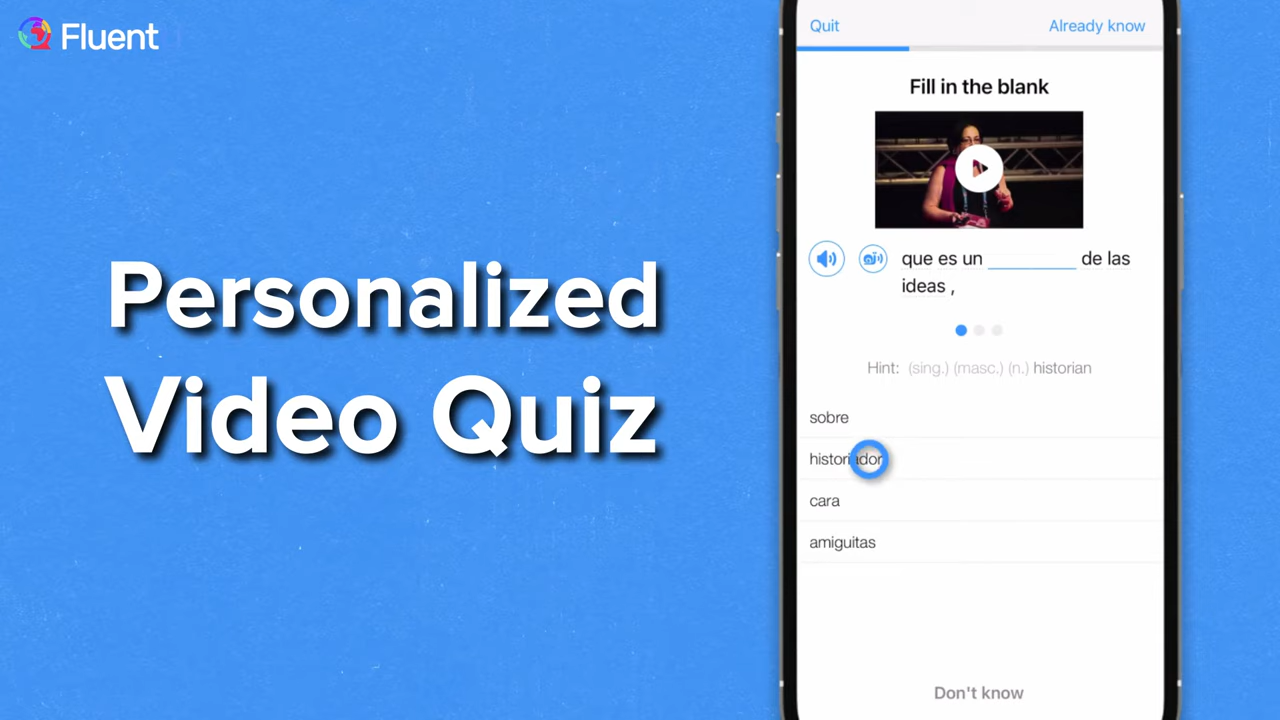 Fluent
Personalized
Video Quiz
Quit
Already know
Fill in the blank
que es un __________ de las
ideas ,
Hint: (sing.) (masc.) (n.) historian
sobre
historiador
cara
amiguitas
Don't know